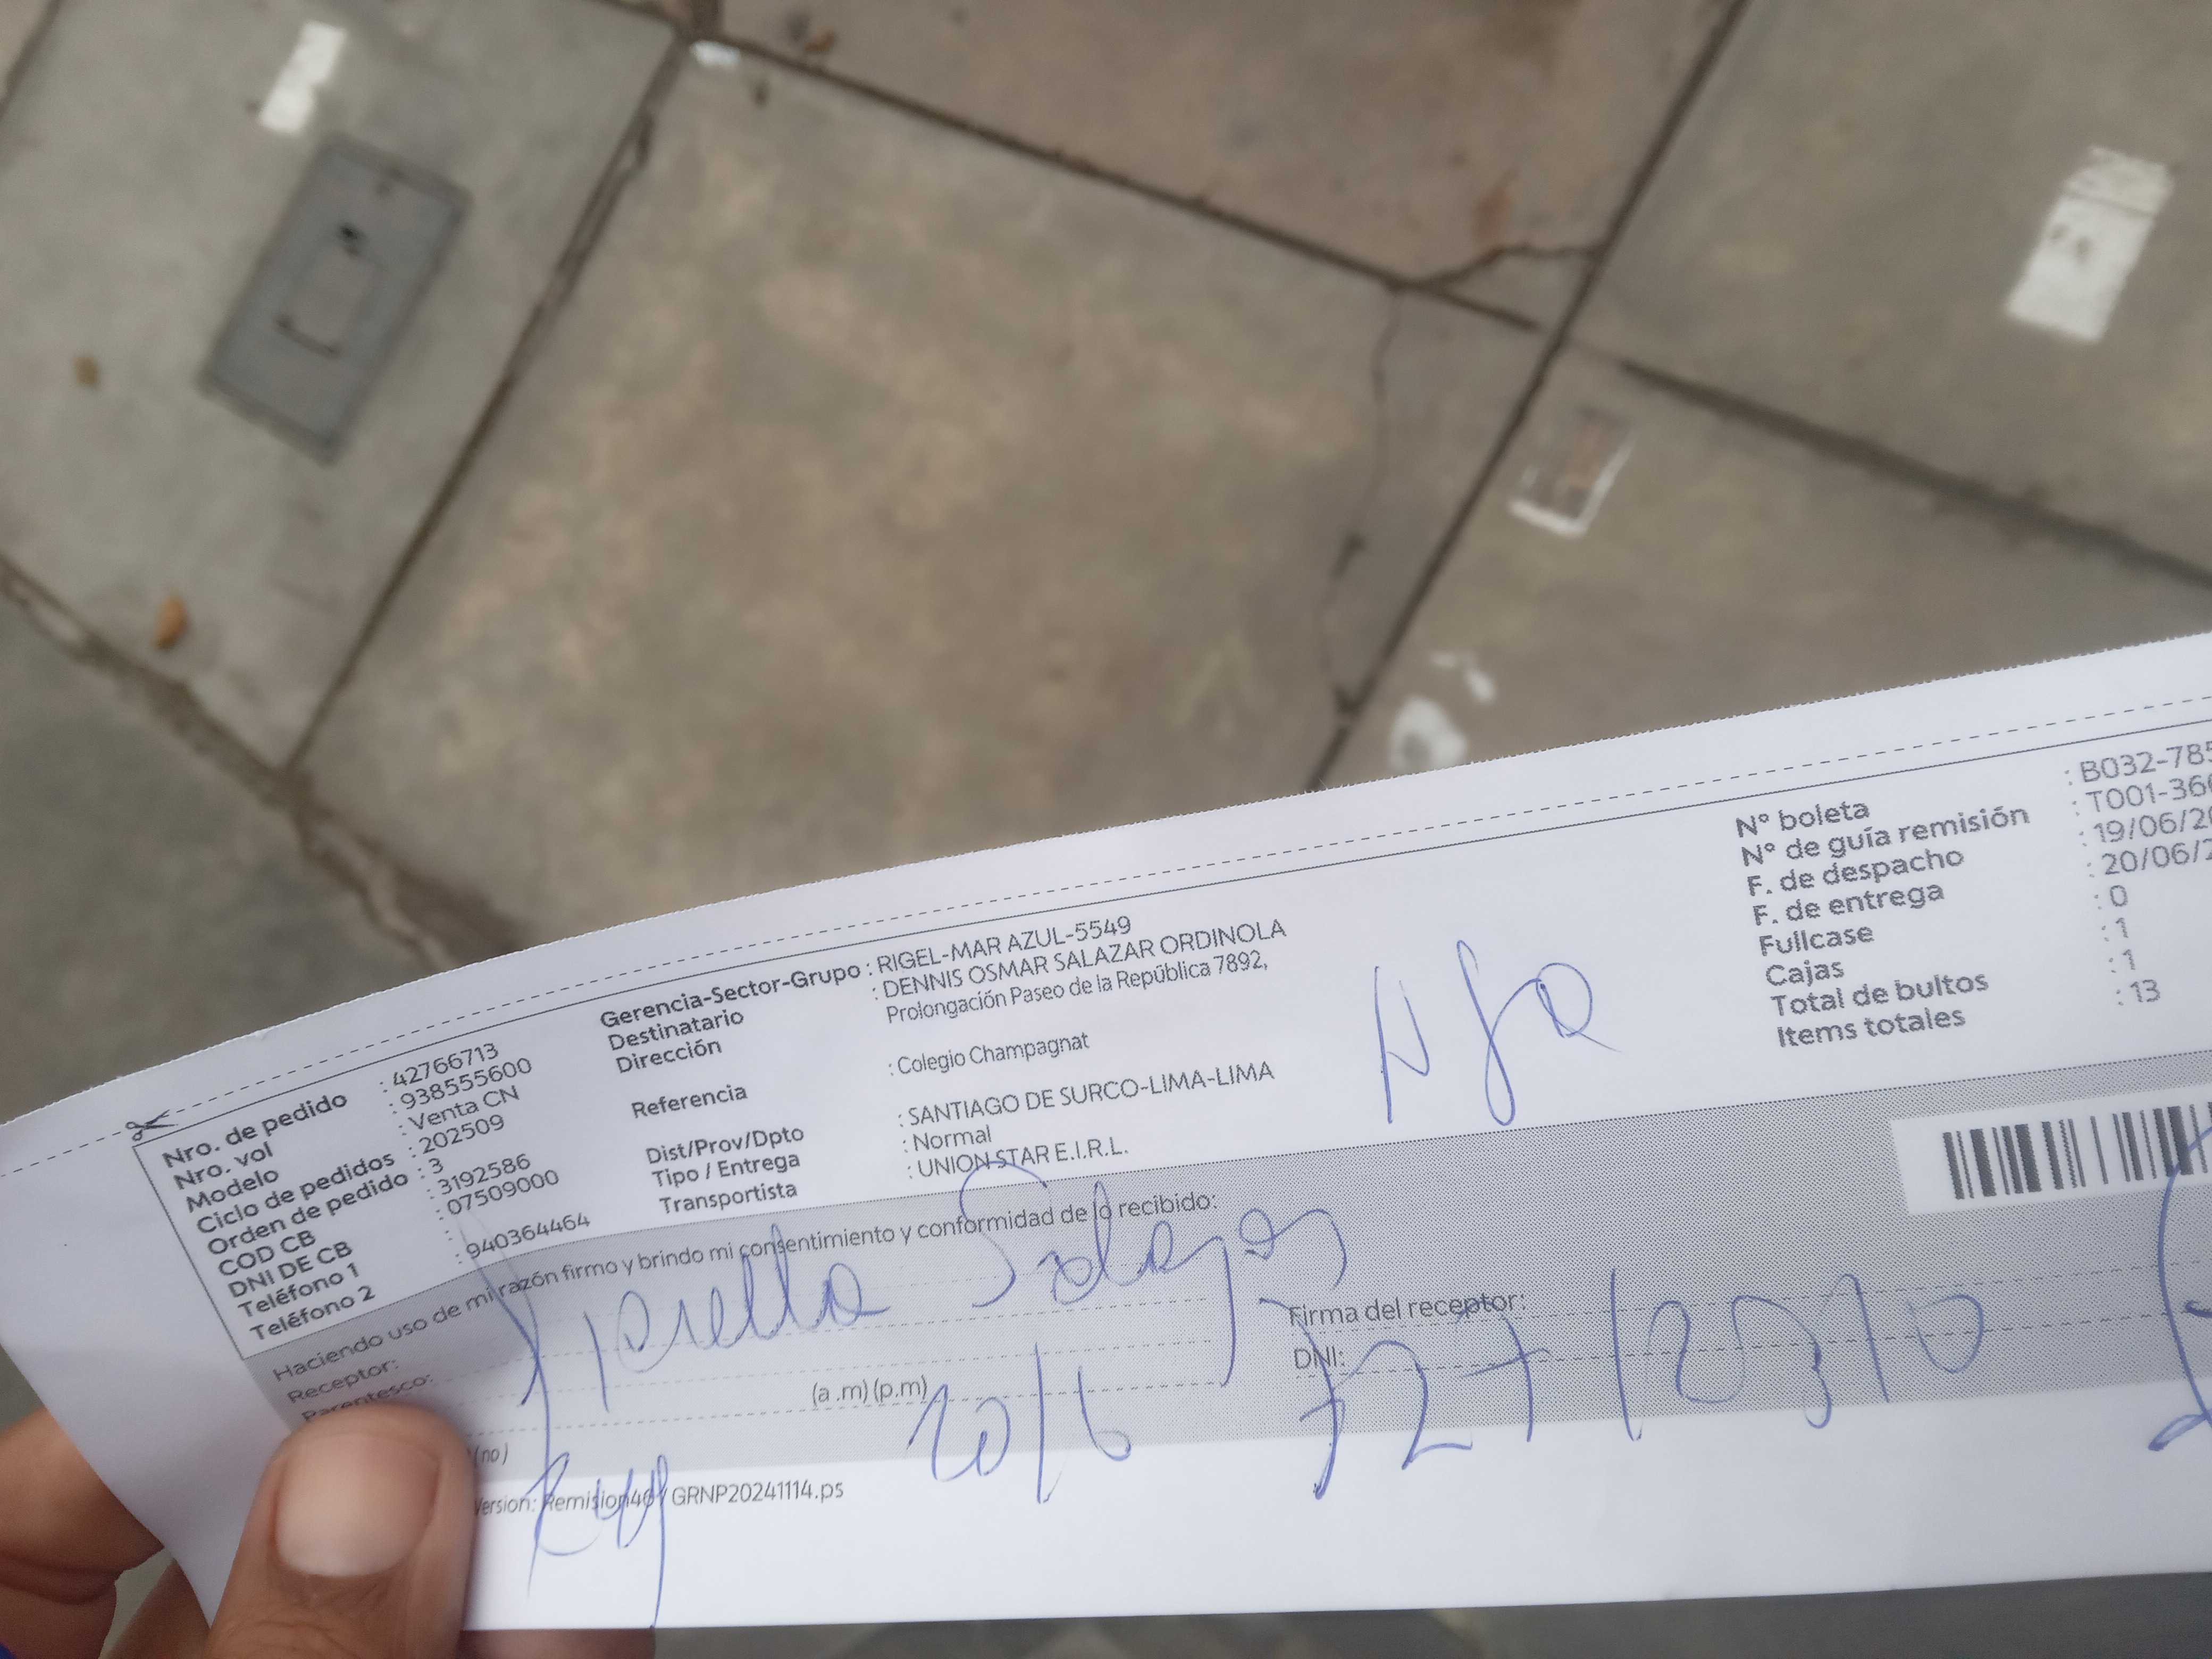 Nro. de pedido : 42766713
Nro. vol : 938555600
Modelo : Venta CN
Ciclo de pedidos : 202509
Orden de pedido : 3
COD CB : 3192586
DNI DE CB : 07509000
Teléfono 1 :
Teléfono 2 : 940364464
Gerencia-Sector-Grupo : RIGEL-MAR AZUL-5549
Destinatario : DENNIS OSMAR SALAZAR ORDINOLA
Dirección Prolongación Paseo de la República 7892,
Referencia : Colegio Champagnat
Dist/Prov/Dpto : SANTIAGO DE SURCO-LIMA-LIMA
Tipo / Entrega : Normal
Transportista : UNION STAR E.I.R.L.
N° boleta : B032-785
N° de guía remisión : T001-366
F. de despacho : 19/06/20
F. de entrega : 20/06/2
Fullcase : 0
Cajas : 1
Total de bultos : 1
Items totales : 13
Haciendo uso de mi razón firmo y brindo mi consentimiento y conformidad de lo recibido:
Receptor:
Parentesco:
(a .m) (p.m) 20/6
Firma del receptor:
DNI:
(no)
Version: Remision46 / GRNP20241114.ps